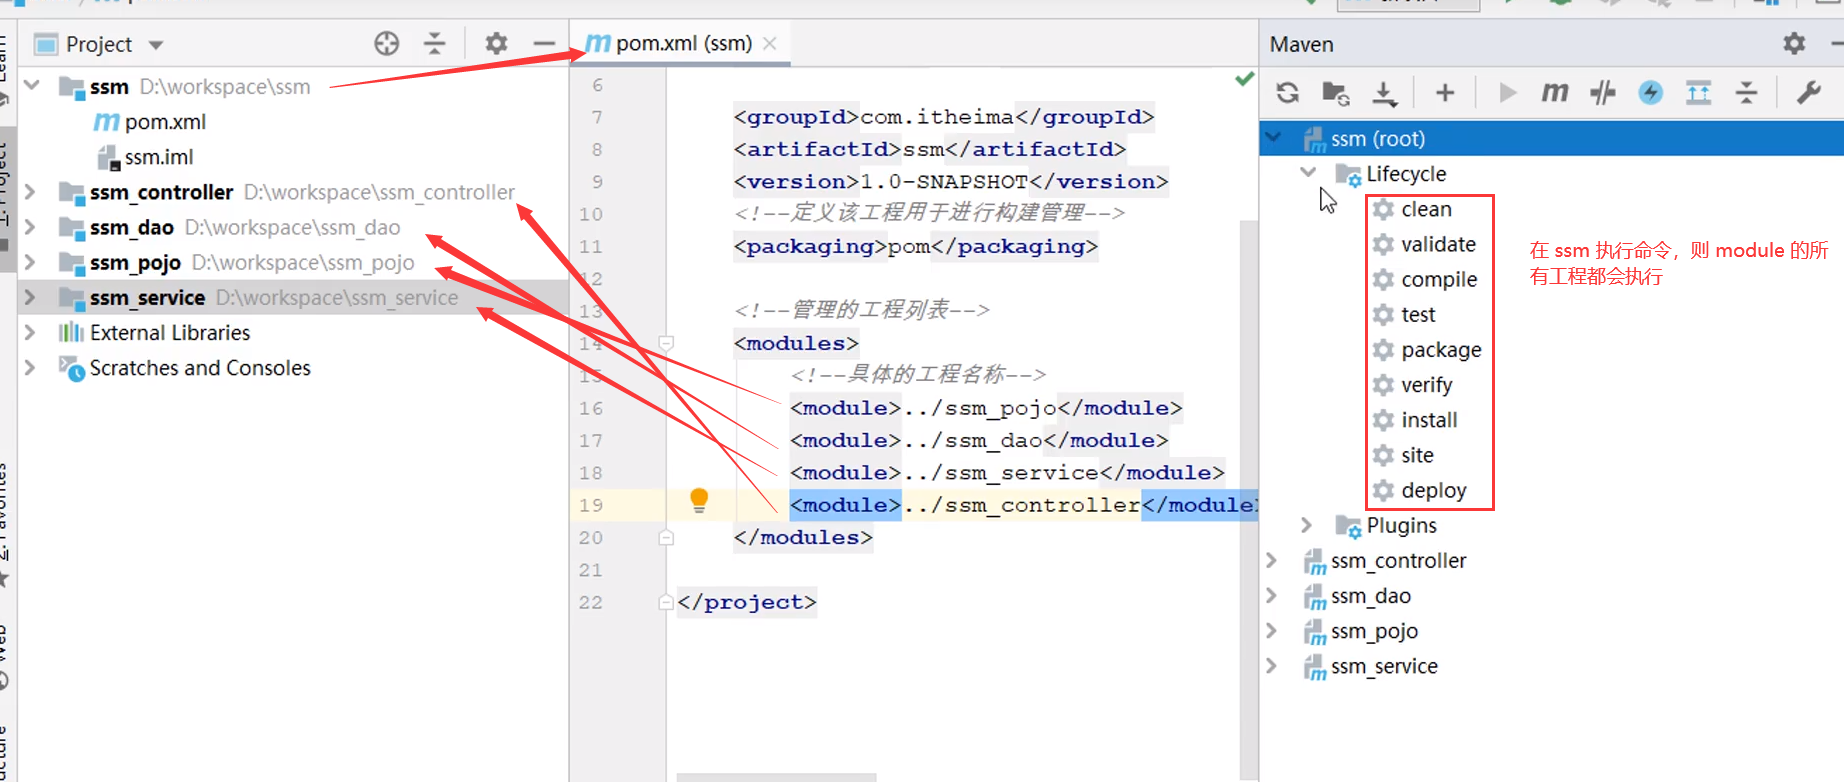 Project
pom.xml (ssm)
Maven
ssm D:\workspace\ssm
pom.xml
ssm.iml
ssm_controller D:\workspace\ssm_controller
ssm_dao D:\workspace\ssm_dao
ssm_pojo D:\workspace\ssm_pojo
ssm_service D:\workspace\ssm_service
External Libraries
Scratches and Consoles
6
7 <groupId>com.itheima</groupId>
8 <artifactId>ssm</artifactId>
9 <version>1.0-SNAPSHOT</version>
10 <!--定义该工程用于进行构建管理-->
11 <packaging>pom</packaging>
12
13 <!--管理的工程列表-->
14 <modules>
15 <!--具体的工程名称-->
16 <module>../ssm_pojo</module>
17 <module>../ssm_dao</module>
18 <module>../ssm_service</module>
19 <module>../ssm_controller</module>
20 </modules>
21
22 </project>
ssm (root)
Lifecycle
clean
validate
compile
test
package
verify
install
site
deploy
Plugins
ssm_controller
ssm_dao
ssm_pojo
ssm_service
在 ssm 执行命令，则 module 的所
有工程都会执行